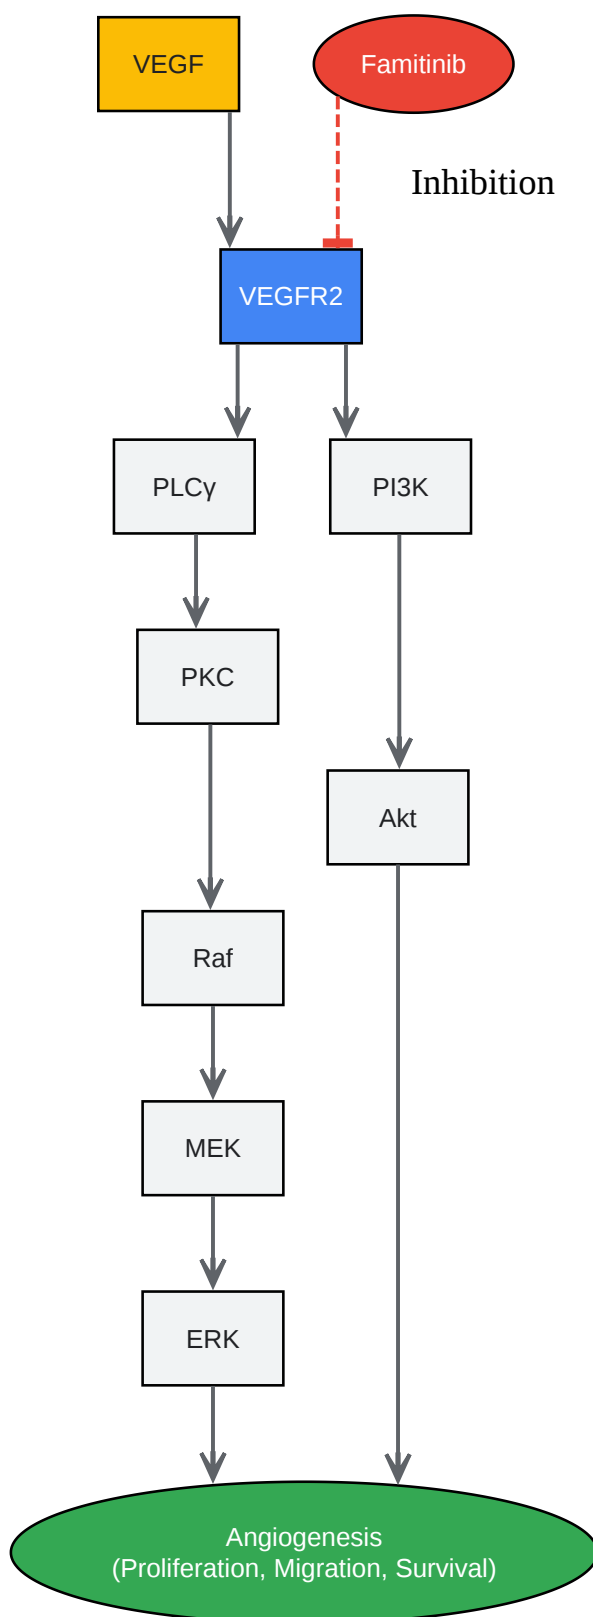 VEGF
Famitinib
Inhibition
VEGFR2
PLCγ
PI3K
PKC
Akt
Raf
MEK
ERK
Angiogenesis
(Proliferation, Migration, Survival)